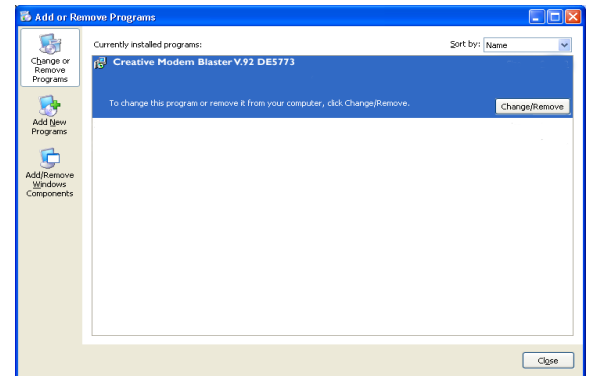 Add or Remove Programs
Change or
Remove
Programs
Add New
Programs
Add/Remove
Windows
Components
Currently installed programs:
Sort by: Name
Creative Modem Blaster V.92 DE5773
To change this program or remove it from your computer, click Change/Remove.
Change/Remove
Close